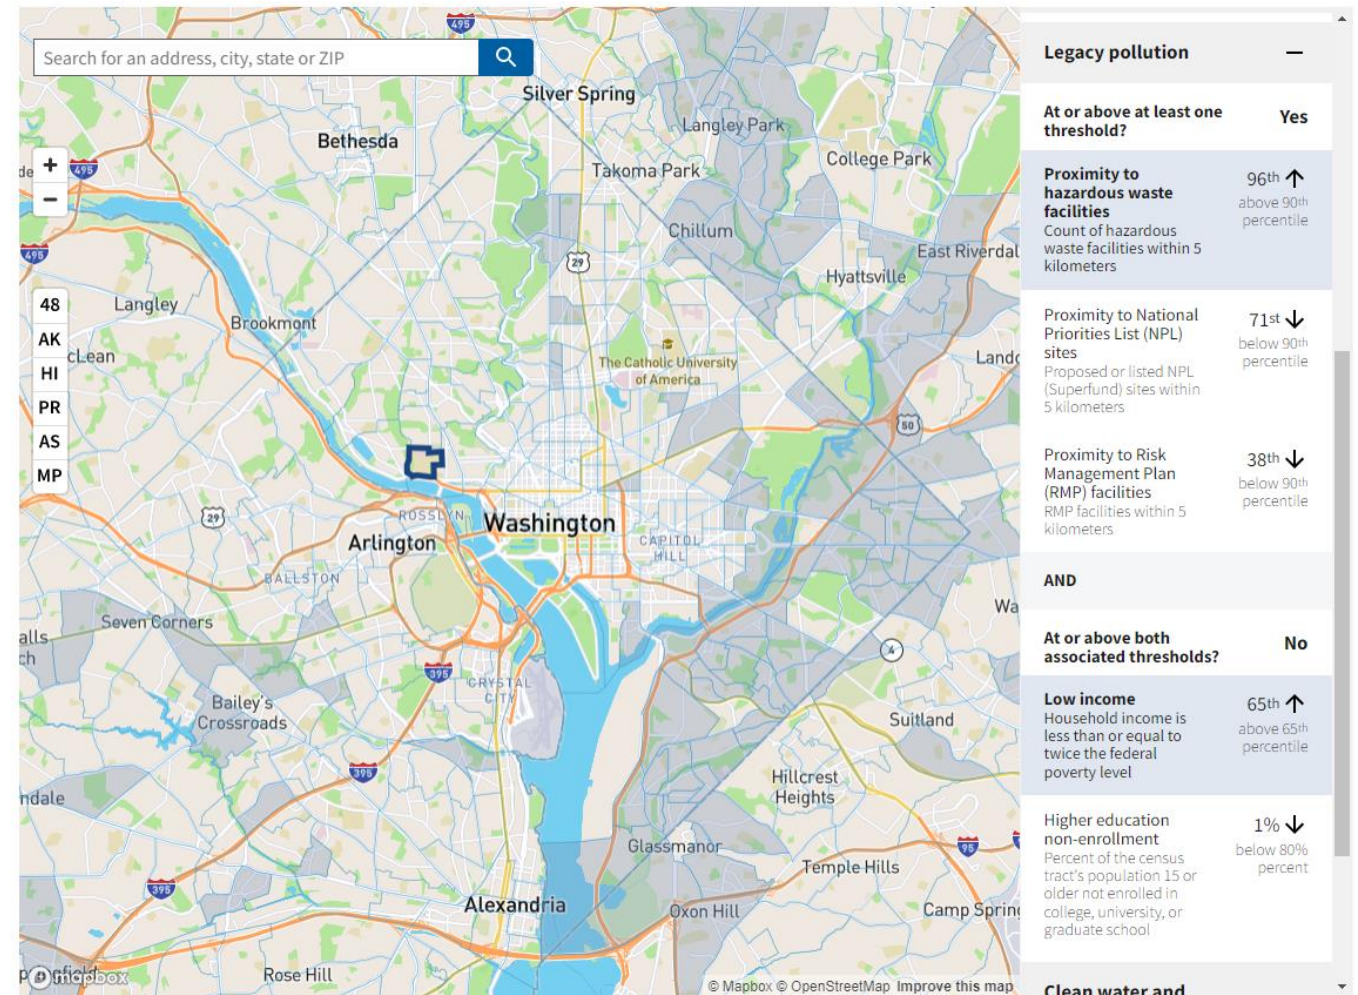 Search for an address, city, state or ZIP
+
−
48
AK
HI
PR
AS
MP
495
Silver Spring
Langley Park
Bethesda
College Park
Takoma Park
495
Chillum
East Riverdal
495
29
Hyattsville
Langley
Brookmont
cLean
The Catholic University
of America
Lando
50
ROSSLYN
Washington
29
Arlington
CAPITOL
HILL
BALLSTON
Wa
Seven Corners
alls
ch
4
395
CRYSTAL
CITY
Bailey's
Crossroads
Suitland
395
Hillcrest
Heights
ndale
Glassmanor
95
Temple Hills
395
Alexandria
Oxon Hill
Camp Spring
mapbox
Rose Hill
© Mapbox © OpenStreetMap Improve this map
Legacy pollution −
At or above at least one
threshold?
Yes
Proximity to
hazardous waste
facilities
Count of hazardous
waste facilities within 5
kilometers
96th ↑
above 90th
percentile
Proximity to National
Priorities List (NPL)
sites
Proposed or listed NPL
(Superfund) sites within
5 kilometers
71st ↓
below 90th
percentile
Proximity to Risk
Management Plan
(RMP) facilities
RMP facilities within 5
kilometers
38th ↓
below 90th
percentile
AND
At or above both
associated thresholds?
No
Low income
Household income is
less than or equal to
twice the federal
poverty level
65th ↑
above 65th
percentile
Higher education
non-enrollment
Percent of the census
tract's population 15 or
older not enrolled in
college, university, or
graduate school
1% ↓
below 80%
percent
Clean water and